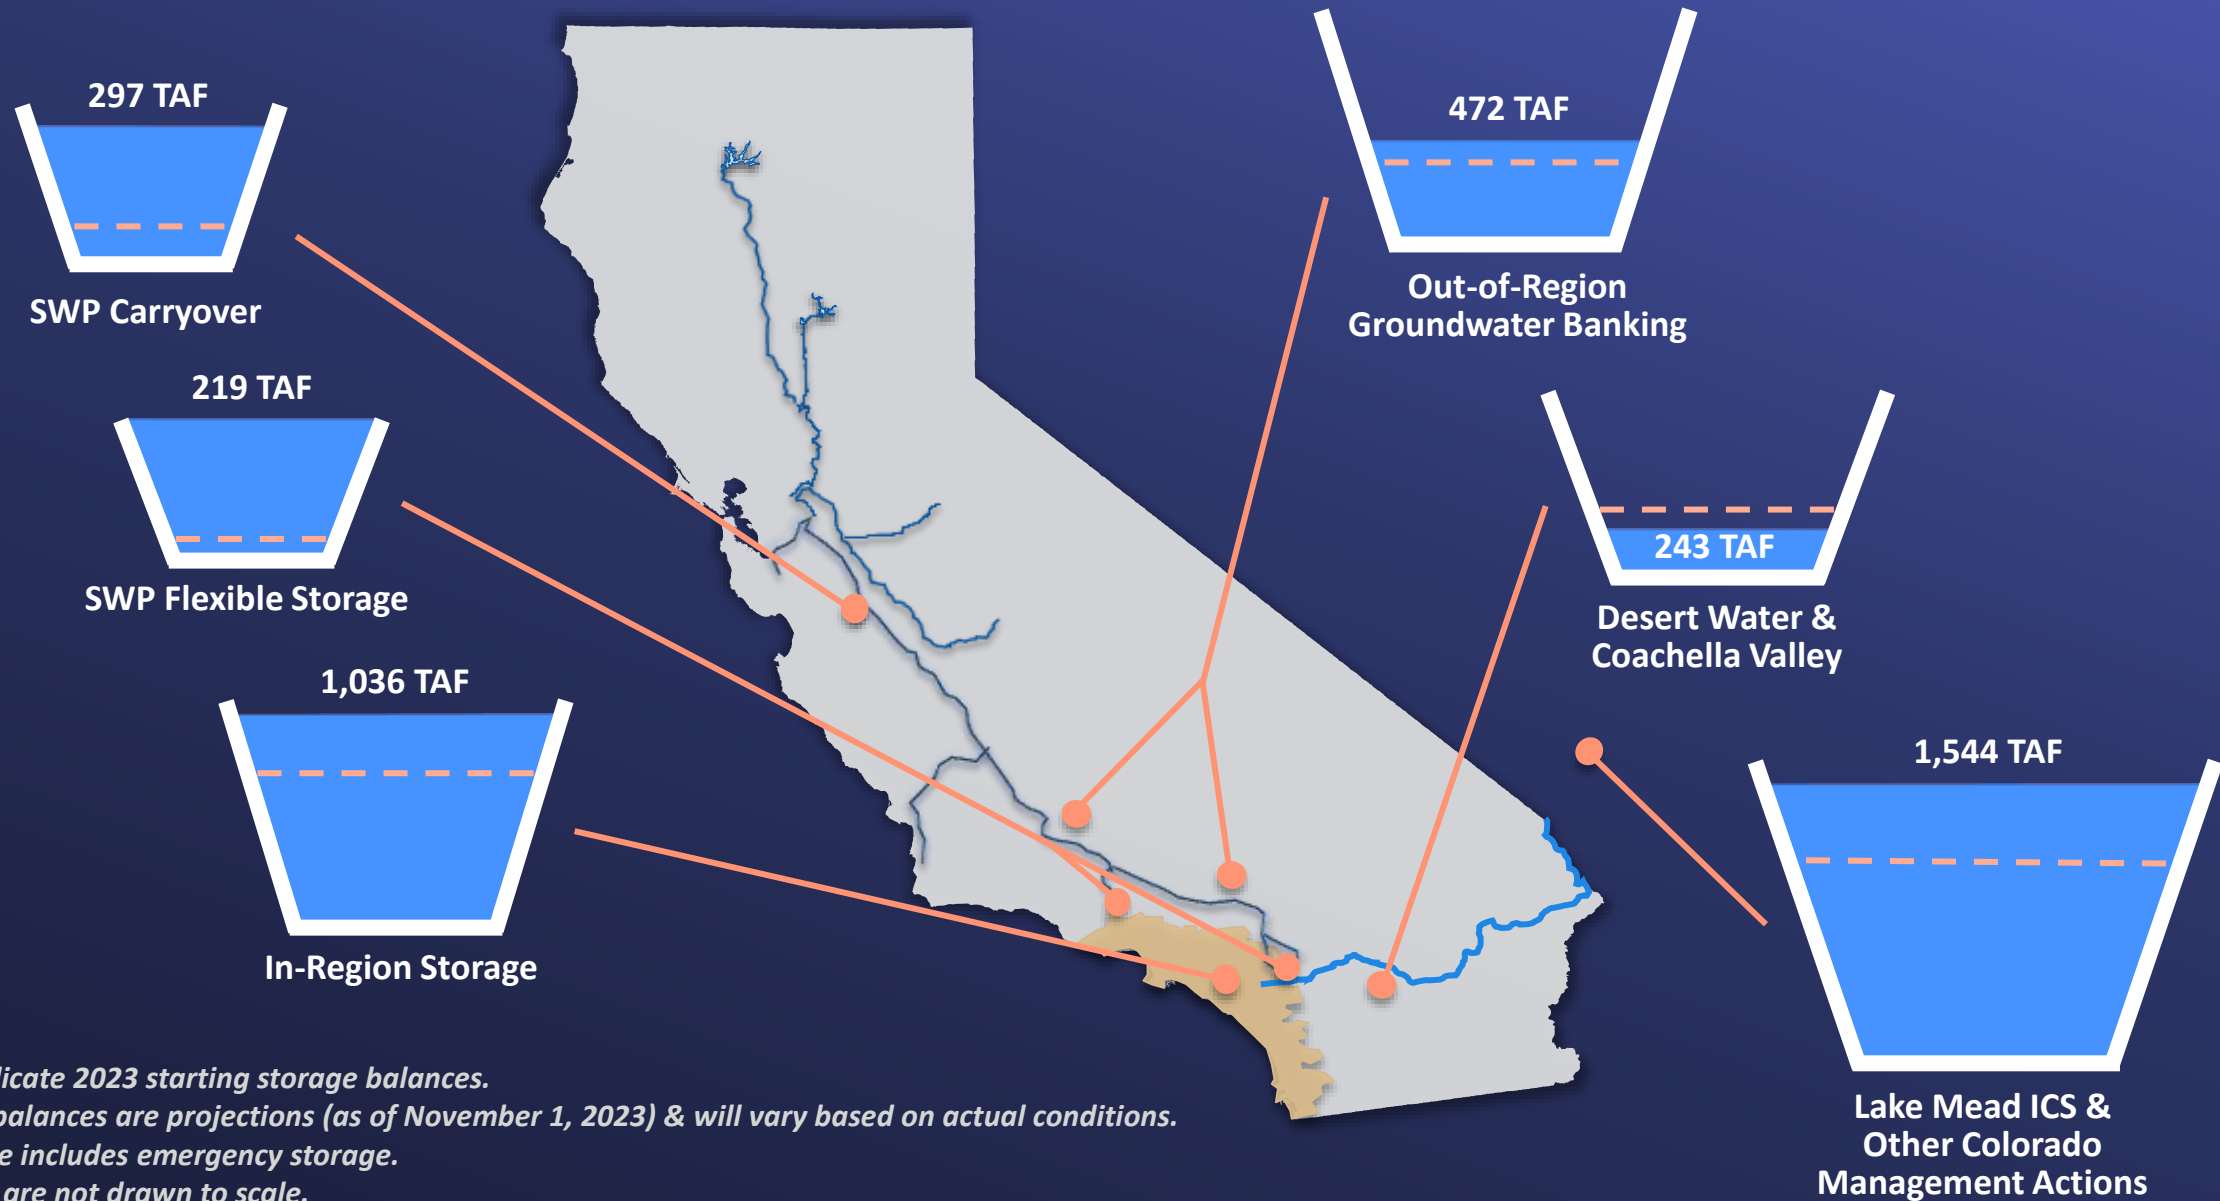 297 TAF
SWP Carryover
219 TAF
SWP Flexible Storage
1,036 TAF
In-Region Storage
472 TAF
Out-of-Region
Groundwater Banking
243 TAF
Desert Water &
Coachella Valley
1,544 TAF
Lake Mead ICS &
Other Colorado
Management Actions
2023 starting storage balances.
balances are projections (as of November 1, 2023) & will vary based on actual conditions.
includes emergency storage.
are not drawn to scale.